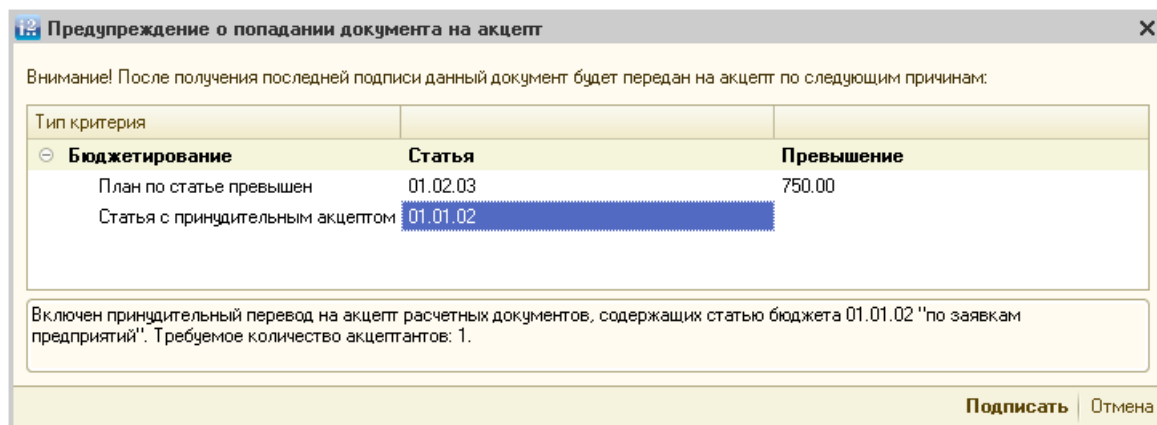 Предупреждение о попадании документа на акцепт
Внимание! После получения последней подписи данный документ будет передан на акцепт по следующим причинам:
Тип критерия
Бюджетирование Статья Превышение
План по статье превышен 01.02.03 750.00
Статья с принудительным акцептом 01.01.02
Включен принудительный перевод на акцепт расчетных документов, содержащих статью бюджета 01.01.02 "по заявкам
предприятий". Требуемое количество акцептантов: 1.
Подписать Отмена